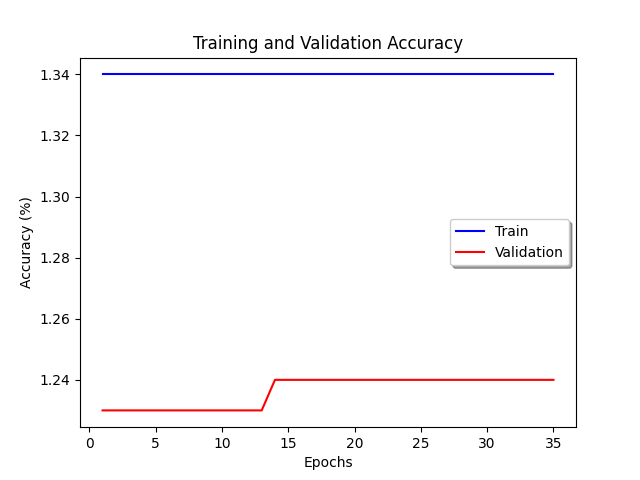 Training and Validation Accuracy
1.34
1.32
1.30
1.28
1.26
1.24
Accuracy (%)
Train
Validation
0 5 10 15 20 25 30 35
Epochs